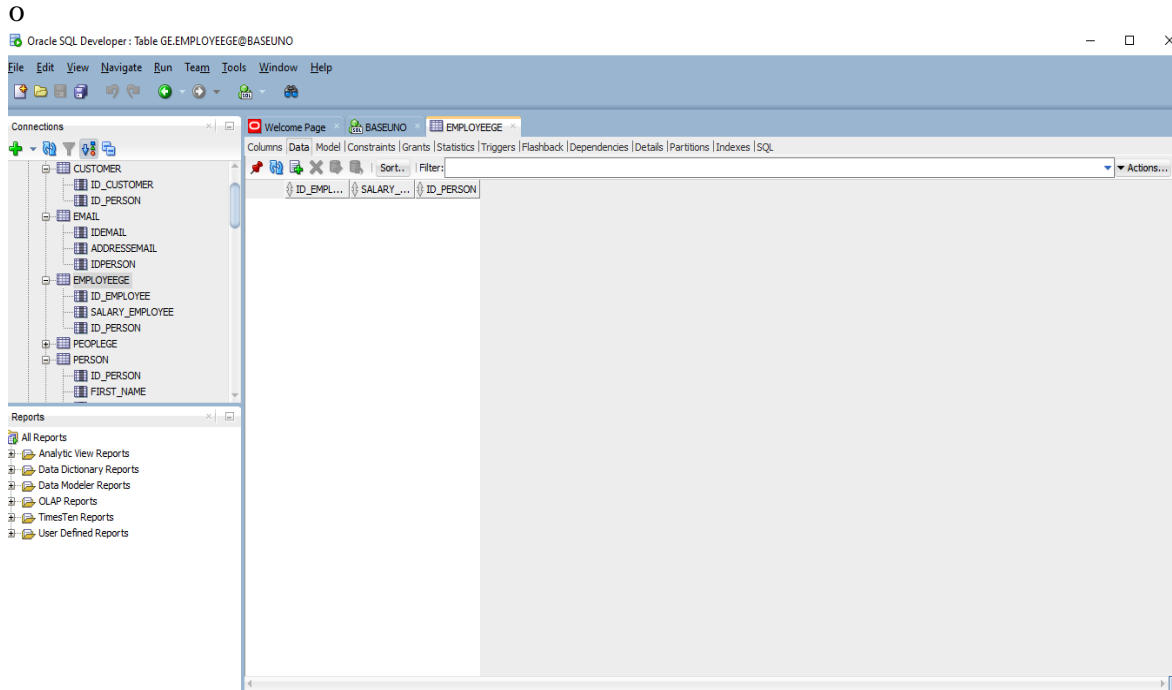 o
Oracle SQL Developer : Table GE.EMPLOYEEGE@BASEUNO
File Edit View Navigate Run Team Tools Window Help
Connections
Welcome Page BASEUNO EMPLOYEEGE
Columns Data Model Constraints Grants Statistics Triggers Flashback Dependencies Details Partitions Indexes SQL
Sort.. Filter: Actions...
ID_EMPL... SALARY_... ID_PERSON
CUSTOMER
ID_CUSTOMER
ID_PERSON
EMAIL
IDEMAIL
ADDRESSEMAIL
IDPERSON
EMPLOYEEGE
ID_EMPLOYEE
SALARY_EMPLOYEE
ID_PERSON
PEOPLEGE
PERSON
ID_PERSON
FIRST_NAME
Reports
All Reports
Analytic View Reports
Data Dictionary Reports
Data Modeler Reports
OLAP Reports
TimesTen Reports
User Defined Reports